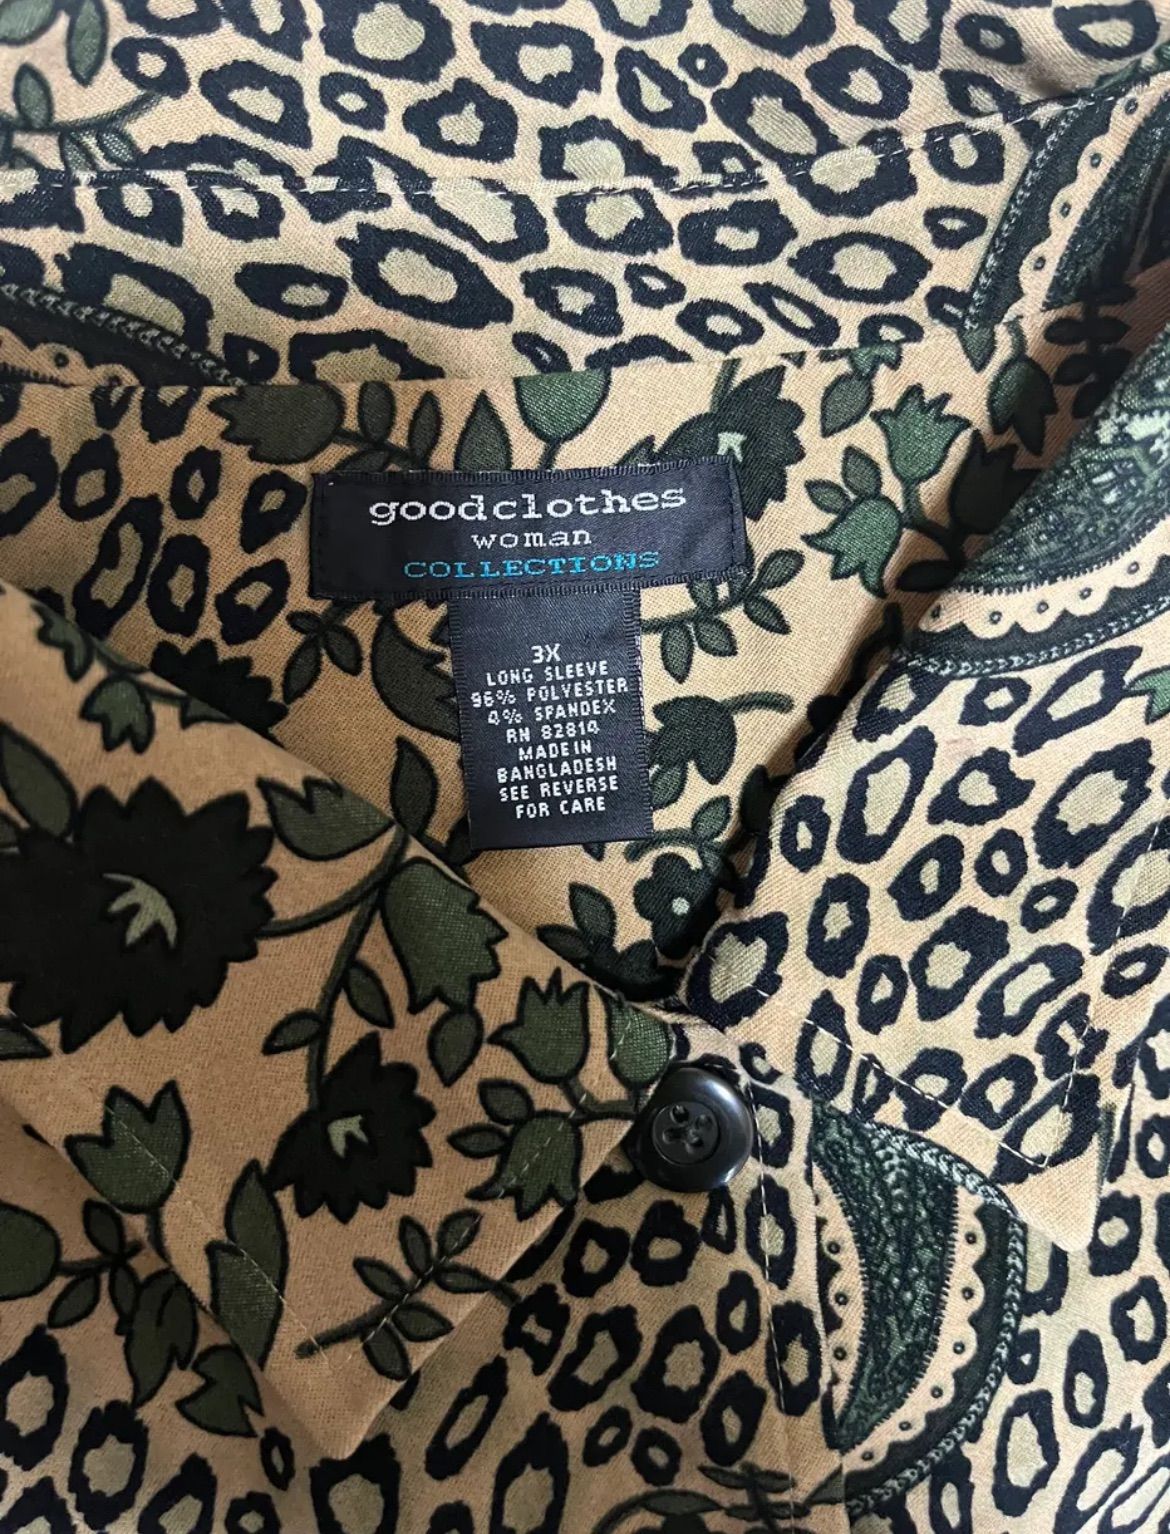 goodclothes
woman
COLLECTIONS
3X
LONG SLEEVE
96% POLYESTER
4% SPANDEX
RN 82814
MADE IN
BANGLADESH
SEE REVERSE
FOR CARE